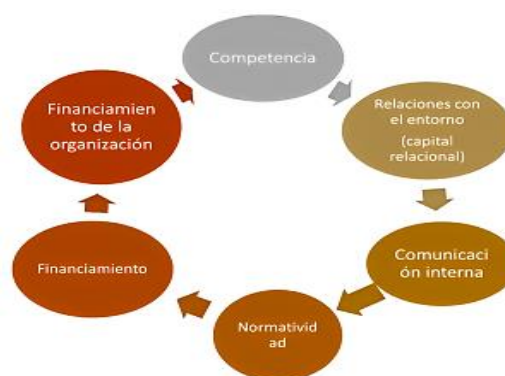 Competencia
Relaciones con
el entorno
(capital
relacional)
Comunicaci
ón interna
Normativid
ad
Financiamiento
Financiamien
to de la
organización